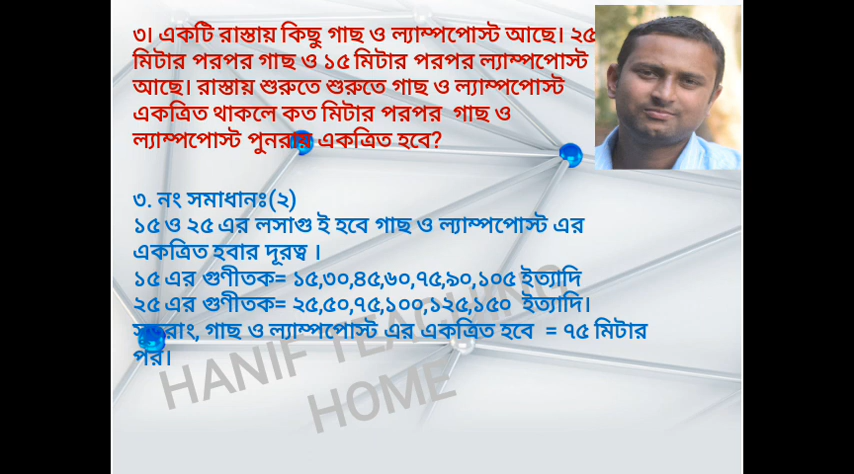 ৩। একটি রাস্তায় কিছু গাছ ও ল্যাম্পপোস্ট আছে। ২৫
মিটার পরপর গাছ ও ১৫ মিটার পরপর ল্যাম্পপোস্ট
আছে। রাস্তায় শুরুতে শুরুতে গাছ ও ল্যাম্পপোস্ট
একত্রিত থাকলে কত মিটার পরপর গাছ ও
ল্যাম্পপোস্ট পুনরায় একত্রিত হবে?
৩. নং সমাধানঃ(২)
১৫ ও ২৫ এর লসাগু ই হবে গাছ ও ল্যাম্পপোস্ট এর
একত্রিত হবার দূরত্ব ।
১৫ এর গুণীতক= ১৫,৩০,৪৫,৬০,৭৫,৯০,১০৫ ইত্যাদি
২৫ এর গুণীতক= ২৫,৫০,৭৫,১০০,১২৫,১৫০ ইত্যাদি।
সুতরাং, গাছ ও ল্যাম্পপোস্ট এর একত্রিত হবে = ৭৫ মিটার
পর।
HANIF TEACHING
HOME